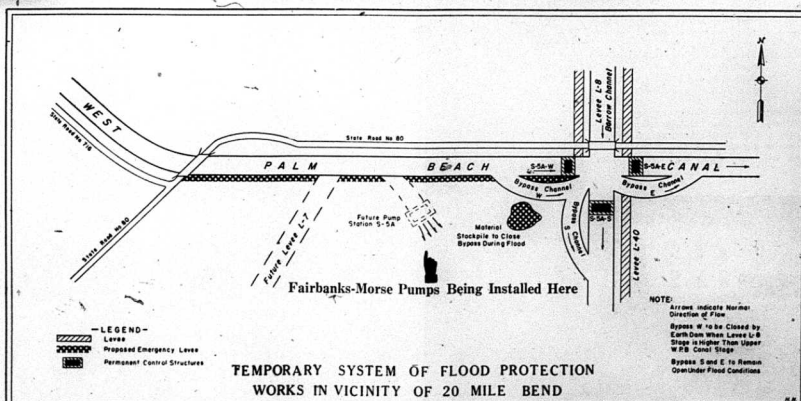 WEST
State Road No 716
State Road No 80
PALM BEACH
S-5A-W
S-5A-E
CANAL
Levee L-8
Borrow Channel
Bypass Channel
W
Bypass Channel
E
Bypass Channel
S
S-5A-S
State Road No 80
Future Levee L-7
Future Pump
Station S-5A
Material
Stockpile to Close
Bypass During Flood
Levee L-40
Fairbanks-Morse Pumps Being Installed Here
NOTE:
Arrows indicate Normal
Direction of Flow
Bypass W to be Closed by
Earth Dam When Levee L-8
Stage is Higher Than Upper
W.P.B Canal Stage
Bypass S and E to Remain
Open Under Flood Conditions
—LEGEND—
Levee
Proposed Emergency Levee
Permanent Control Structures
TEMPORARY SYSTEM OF FLOOD PROTECTION
WORKS IN VICINITY OF 20 MILE BEND